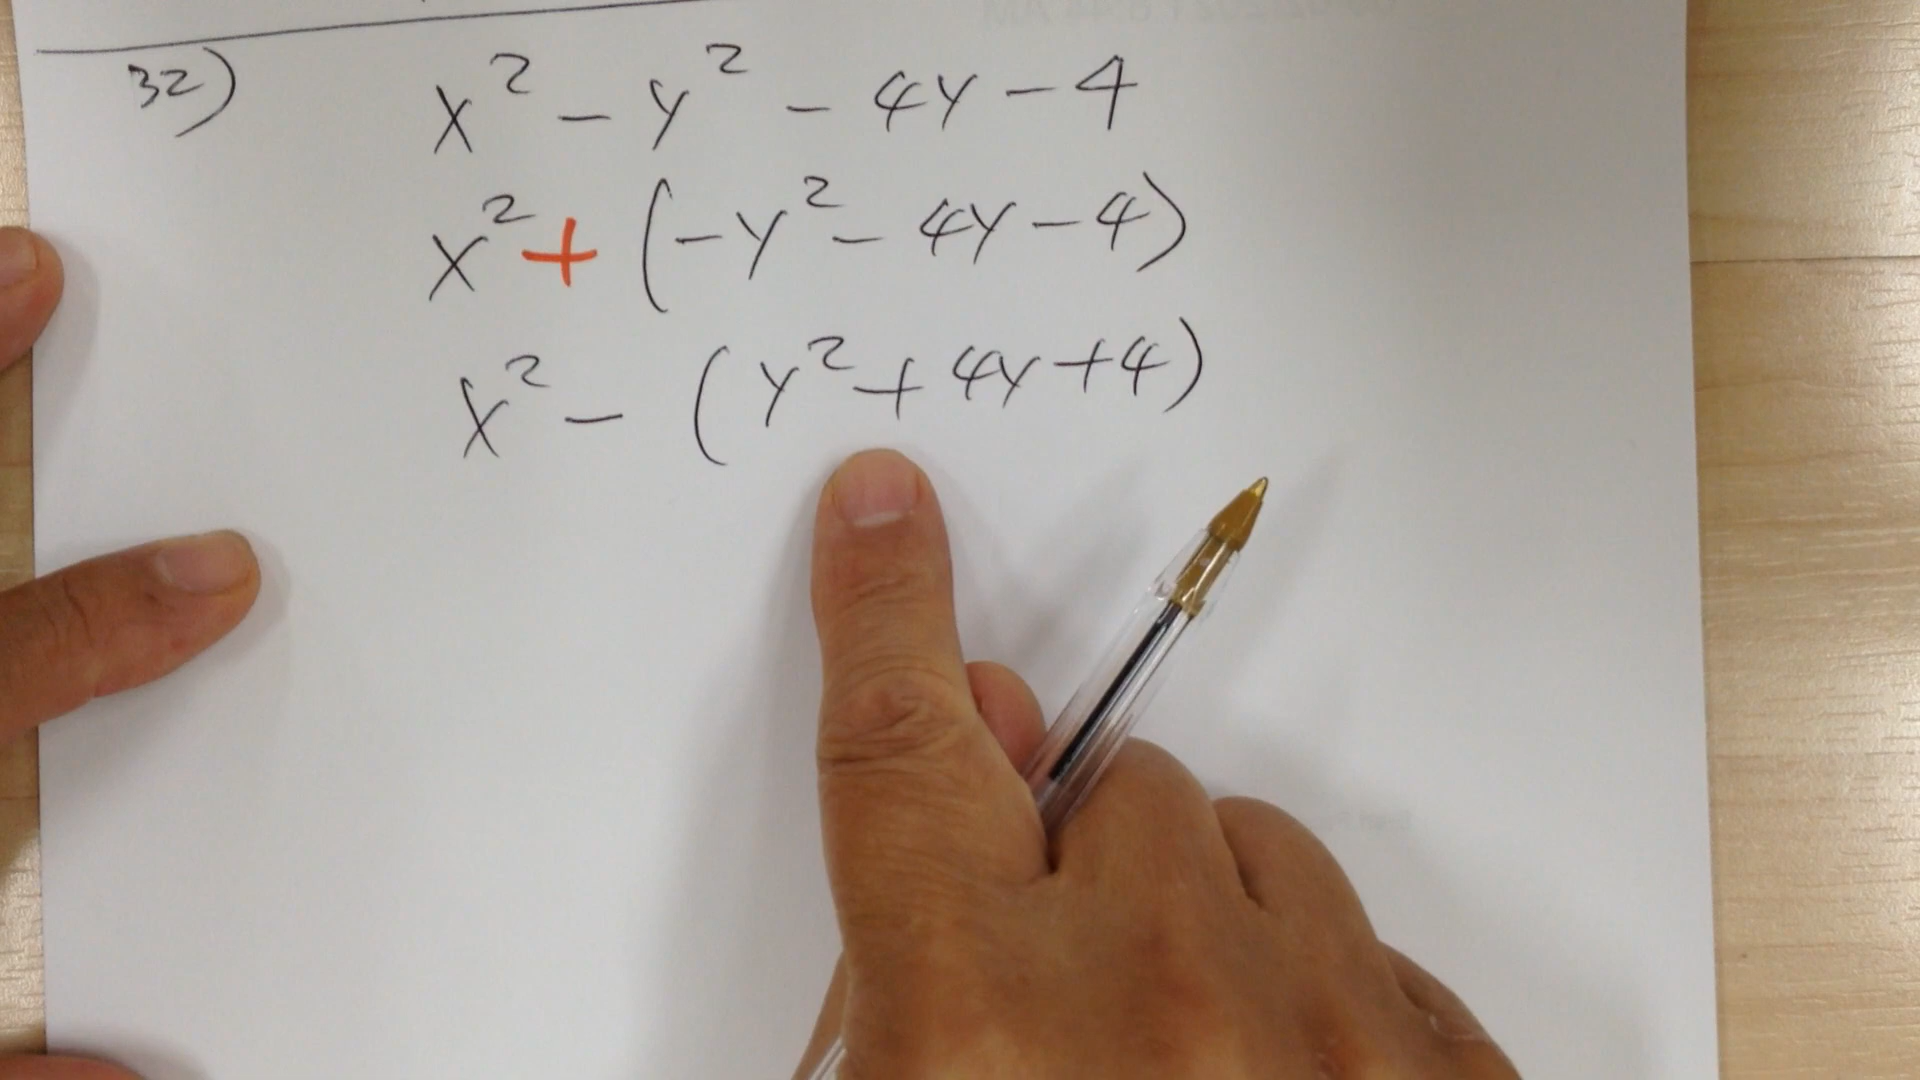 32) x² - y² - 4y - 4
x² + (-y² - 4y - 4)
x² - (y² + 4y + 4)